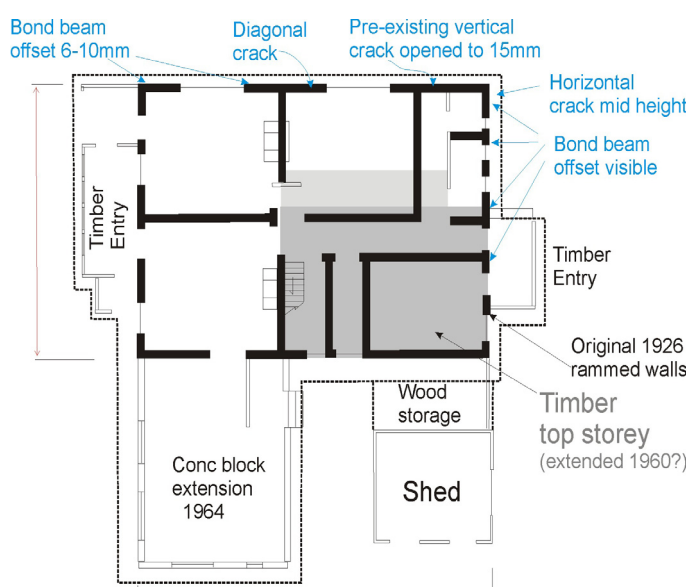 Bond beam
offset 6-10mm
Diagonal
crack
Pre-existing vertical
crack opened to 15mm
Horizontal
crack mid height
Bond beam
offset visible
Timber
Entry
Timber
Entry
Original 1926
rammed walls
Wood
storage
Timber
top storey
(extended 1960?)
Conc block
extension
1964
Shed